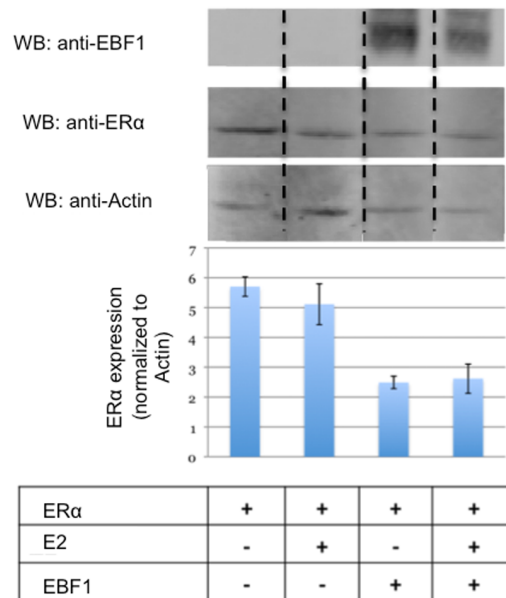 WB: anti-EBF1
WB: anti-ERα
WB: anti-Actin
ERα expression
(normalized to
Actin)
7
6
5
4
3
2
1
0
ERα + + + +
E2 - + - +
EBF1 - - + +